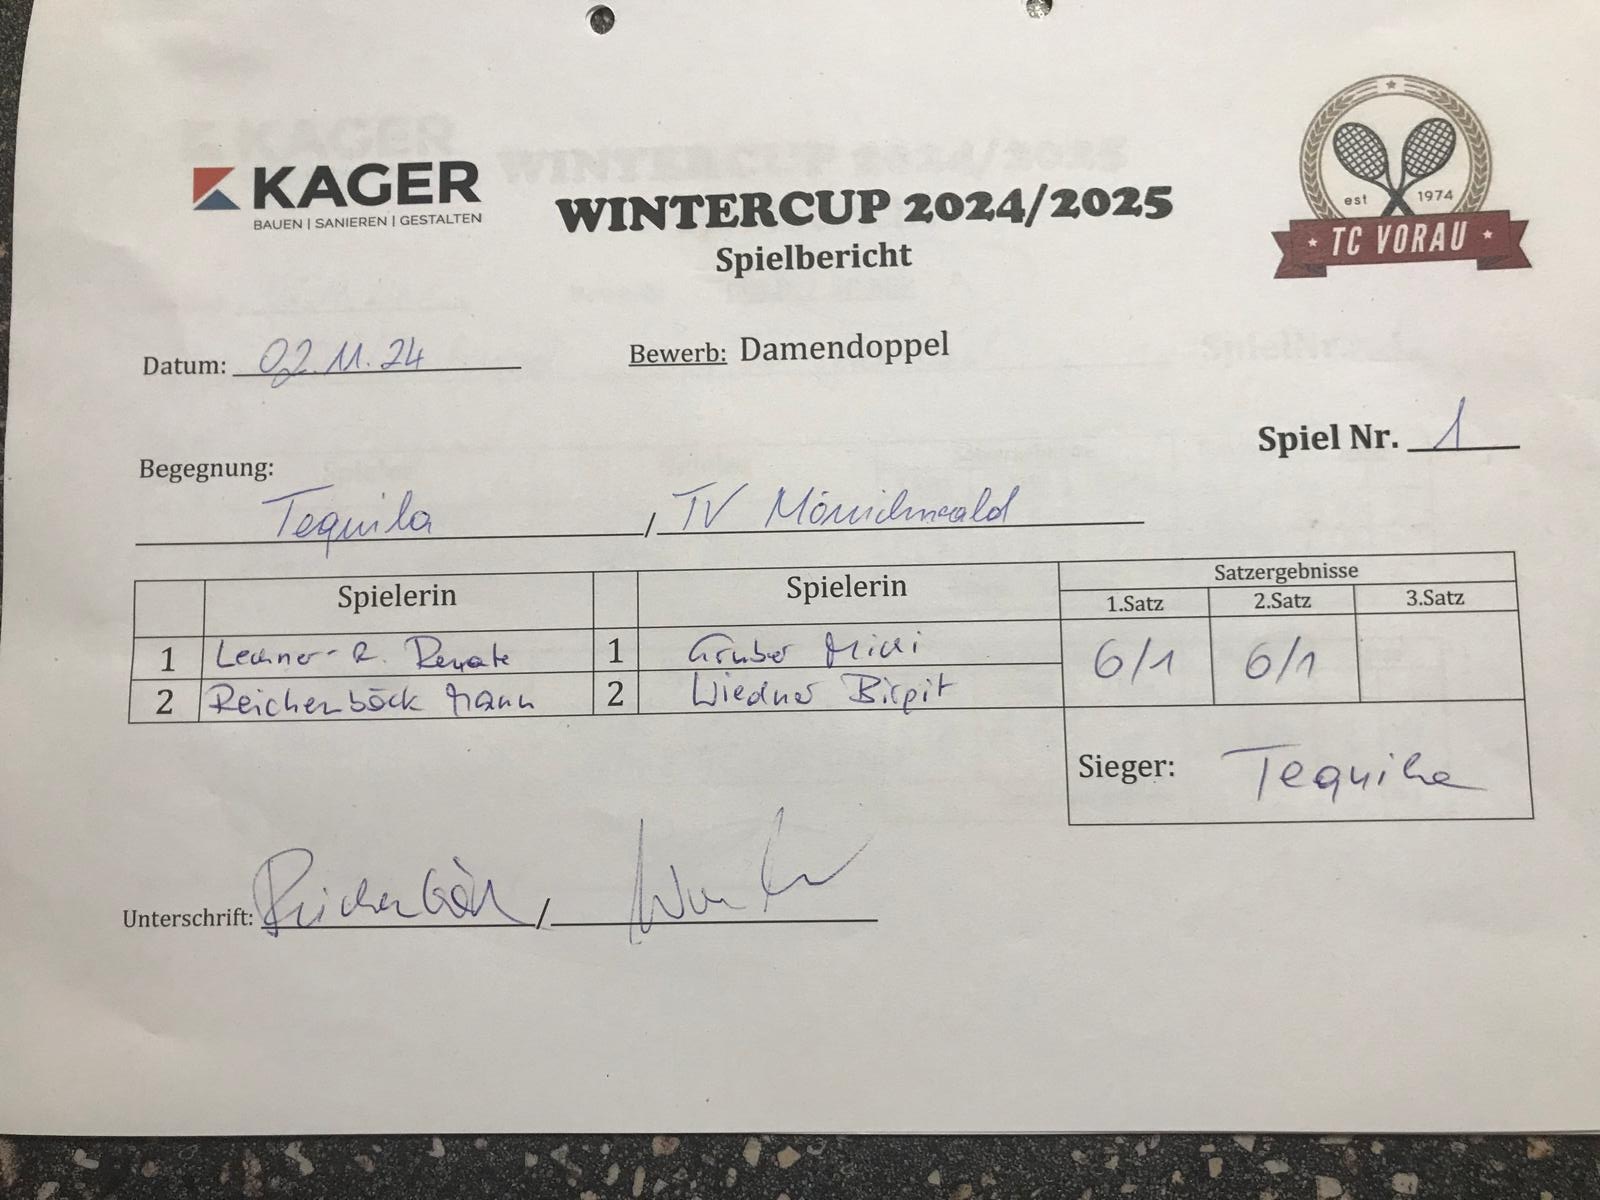 KAGER
BAUEN | SANIEREN | GESTALTEN
WINTERCUP 2024/2025
Spielbericht
est 1974
TC VORAU
Datum: 02.11.24
Bewerb: Damendoppel
Spiel Nr. 1
Begegnung:
Tequila / TV Mönichwald
Spielerin Spielerin Satzergebnisse
1.Satz 2.Satz 3.Satz
1 Lechner-R. Renate 1 Gruber Michi 6/1 6/1
2 Reichenböck 2 Wiedner Birgit
Sieger: Tequila
Unterschrift: Reichenböck /